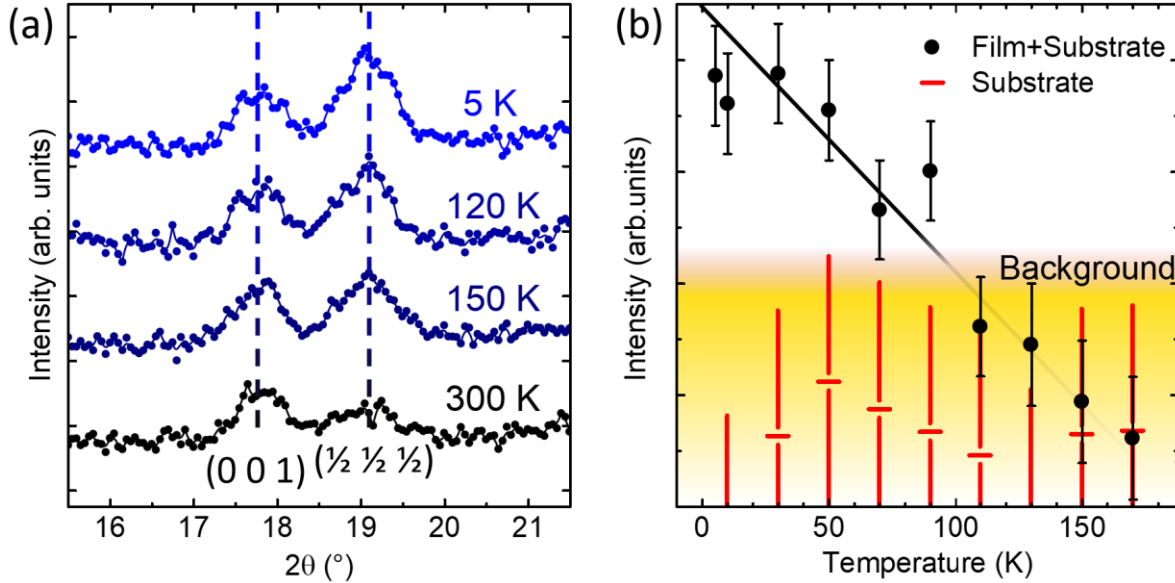 (a)
Intensity (arb. units)
5 K
120 K
150 K
300 K
(0 0 1)
(½ ½ ½)
16 17 18 19 20 21
2θ (°)
(b)
Intensity (arb.units)
Film+Substrate
Substrate
Background
0 50 100 150
Temperature (K)